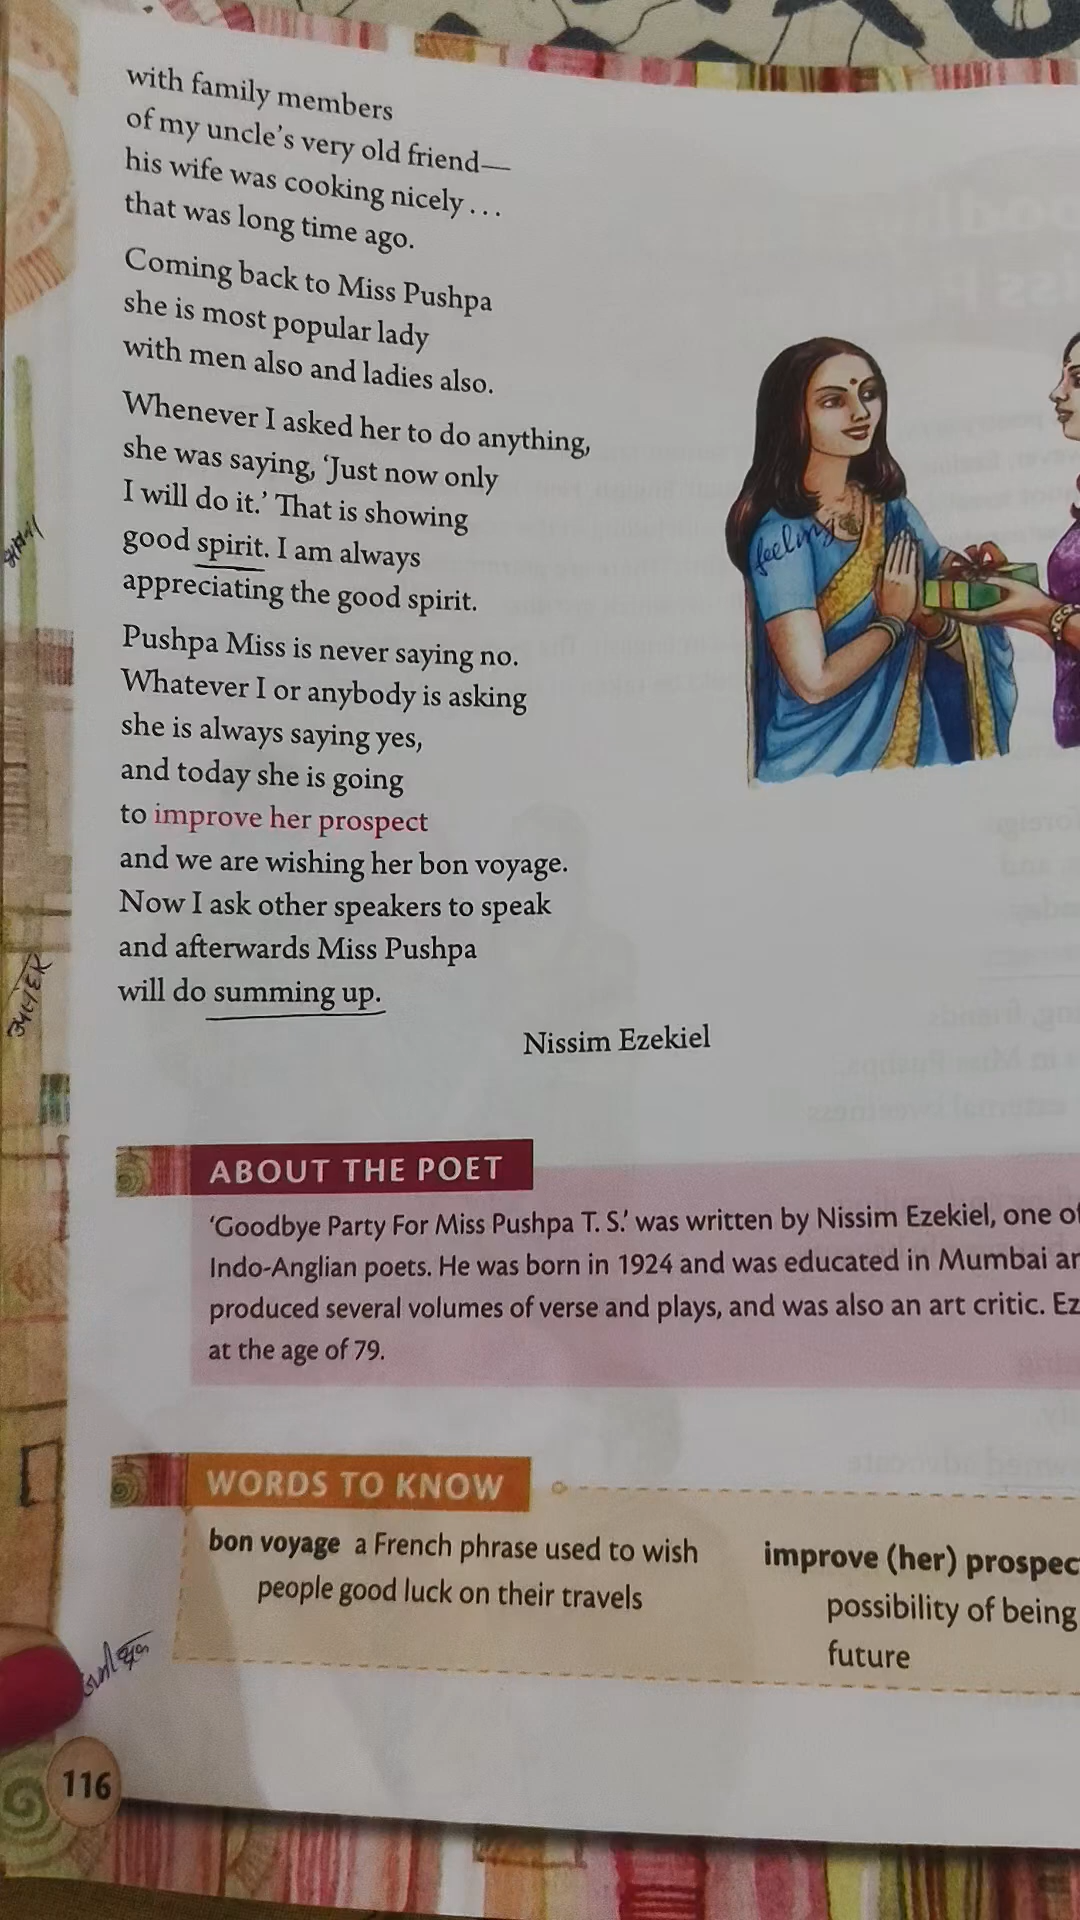 with family members
of my uncle's very old friend—
his wife was cooking nicely...
that was long time ago.
Coming back to Miss Pushpa
she is most popular lady
with men also and ladies also.
Whenever I asked her to do anything,
she was saying, ‘Just now only
I will do it.’ That is showing
good spirit. I am always
appreciating the good spirit.
feeling
Pushpa Miss is never saying no.
Whatever I or anybody is asking
she is always saying yes,
and today she is going
to improve her prospect
and we are wishing her bon voyage.
Now I ask other speakers to speak
and afterwards Miss Pushpa
will do summing up.
Nissim Ezekiel
ABOUT THE POET
‘Goodbye Party For Miss Pushpa T. S.’ was written by Nissim Ezekiel, one of
Indo-Anglian poets. He was born in 1924 and was educated in Mumbai
produced several volumes of verse and plays, and was also an art critic.
at the age of 79.
WORDS TO KNOW
bon voyage a French phrase used to wish
people good luck on their travels
improve (her)
possibility of being
future
116